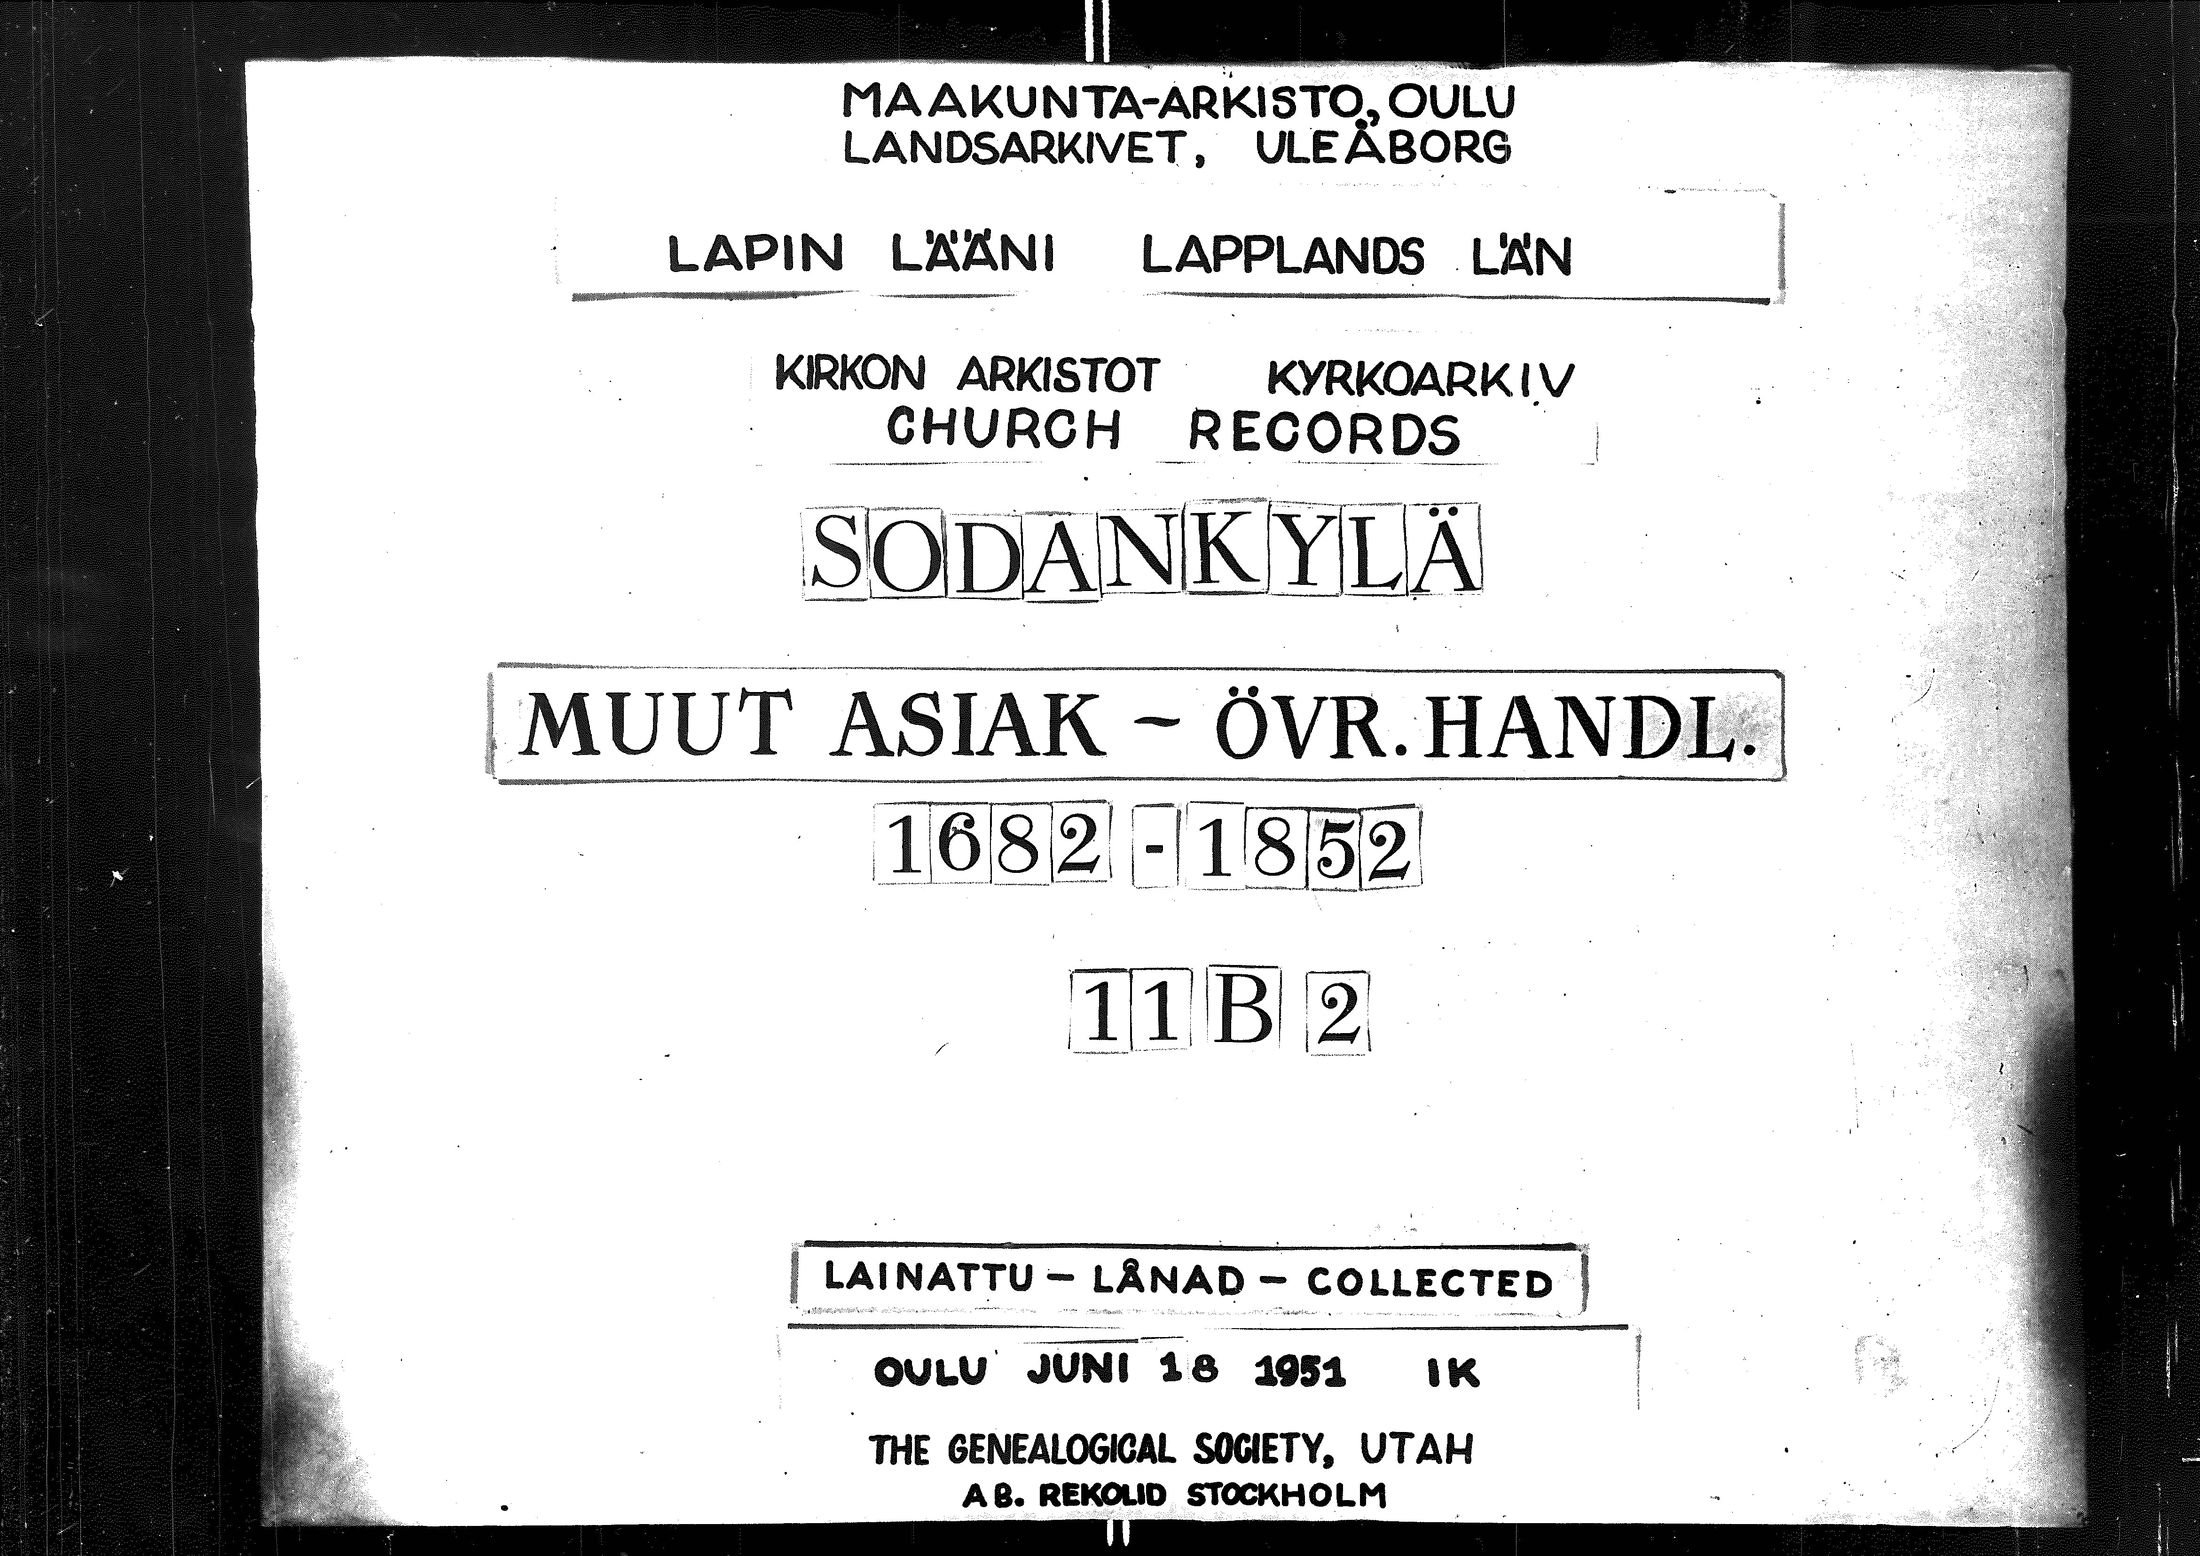 MAAKUNTA-ARKISTO, OULU
LANDSARKIVET, ULEÅBORG
LAPIN LÄÄNI LAPPLANDS LÄN
KIRKON ARKISTOT KYRKOARKIV
CHURCH RECORDS
SODANKYLÄ
MUUT ASIAK - ÖVR. HANDL.
1682 - 1852
11 B 2
LAINATTU - LÅNAD - COLLECTED
OULU JUNI 18 1951 IK
THE GENEALOGICAL SOCIETY, UTAH
AB. REKOLID STOCKHOLM